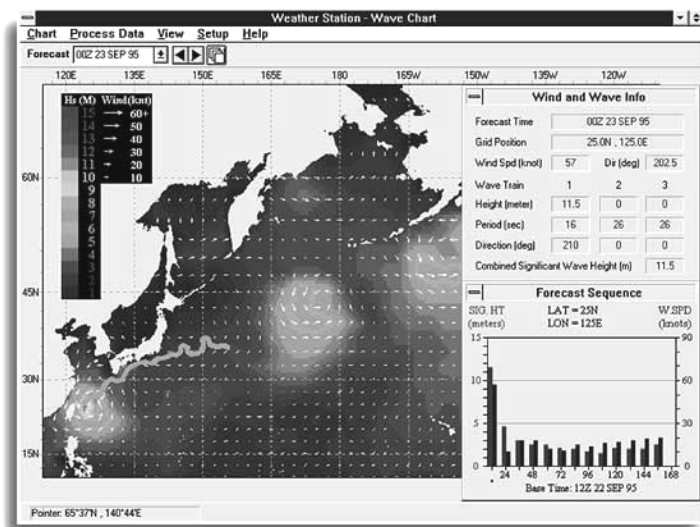 Weather Station - Wave Chart
Chart Process Data View Setup Help
Forecast 00Z 23 SEP 95
120E 135E 150E 165E 180 165W 150W 135W 120W
Hs (M) Wind(knt)
15 60+
14 50
13 40
12 30
11 20
10 10
9
8
7
6
5
4
3
2
1
60N
45N
30N
15N
Wind and Wave Info
Forecast Time 00Z 23 SEP 95
Grid Position 25.0N , 125.0E
Wind Spd (knot) 57 Dir (deg) 202.5
Wave Train 1 2 3
Height (meter) 11.5 0 0
Period (sec) 16 26 26
Direction (deg) 210 0 0
Combined Significant Wave Height (m) 11.5
Forecast Sequence
SIG. HT LAT = 25N W.SPD
(meters) LON = 125E (knots)
15 90
10 60
5 30
0 0
24 48 72 96 120 144 168
Base Time: 12Z 22 SEP 95
Pointer: 65°37'N , 140°44'E